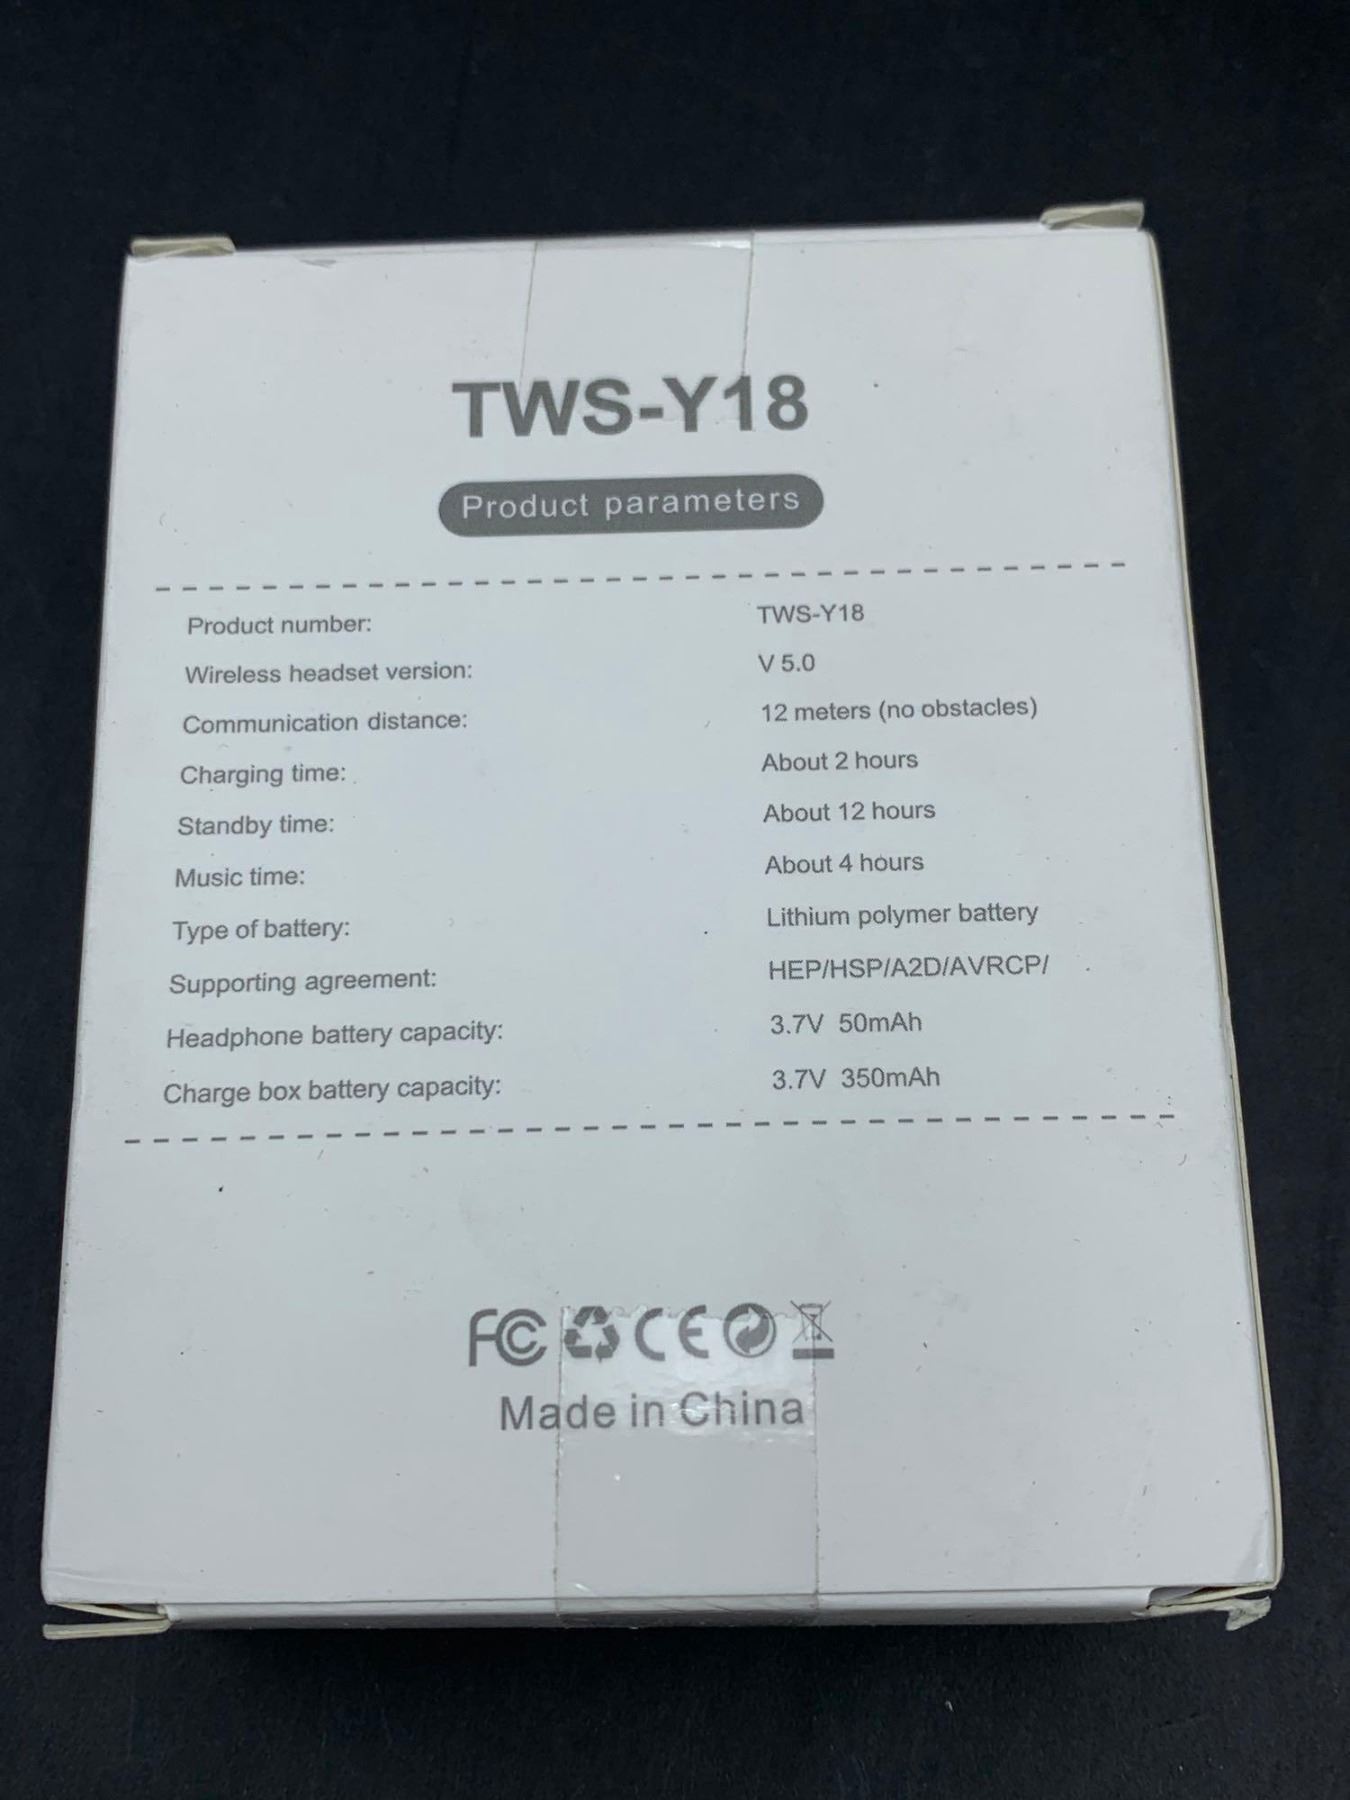 TWS-Y18
Product parameters
Product number: TWS-Y18
Wireless headset version: V 5.0
Communication distance: 12 meters (no obstacles)
Charging time: About 2 hours
Standby time: About 12 hours
Music time: About 4 hours
Type of battery: Lithium polymer battery
Supporting agreement: HEP/HSP/A2D/AVRCP/
Headphone battery capacity: 3.7V 50mAh
Charge box battery capacity: 3.7V 350mAh
FC CE
Made in China